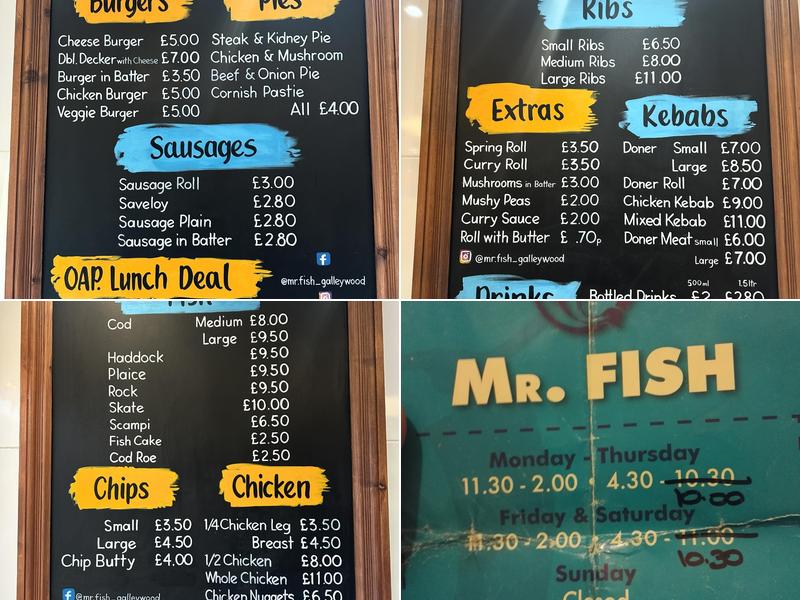 Burgers
Cheese Burger £5.00
Dbl. Decker with Cheese £7.00
Burger in Batter £3.50
Chicken Burger £5.00
Veggie Burger £5.00
Pies
Steak & Kidney Pie
Chicken & Mushroom
Beef & Onion Pie
Cornish Pastie
All £4.00
Sausages
Sausage Roll £3.00
Saveloy £2.80
Sausage Plain £2.80
Sausage in Batter £2.80
OAP. Lunch Deal
@mr.fish_galleywood
Ribs
Small Ribs £6.50
Medium Ribs £8.00
Large Ribs £11.00
Extras
Spring Roll £3.50
Curry Roll £3.50
Mushrooms in Batter £3.00
Mushy Peas £2.00
Curry Sauce £2.00
Roll with Butter £ .70p
@mr.fish_galleywood
Kebabs
Doner Small £7.00
Large £8.50
Doner Roll £7.00
Chicken Kebab £9.00
Mixed Kebab £11.00
Doner Meat small £6.00
Large £7.00
Drinks
500ml 1.5ltr
Bottled Drinks £2 £2.80
Fish
Cod Medium £8.00
Large £9.50
Haddock £9.50
Plaice £9.50
Rock £9.50
Skate £10.00
Scampi £6.50
Fish Cake £2.50
Cod Roe £2.50
Chips
Small £3.50
Large £4.50
Chip Butty £4.00
@mr.fish_galleywood
Chicken
1/4 Chicken Leg £3.50
Breast £4.50
1/2 Chicken £8.00
Whole Chicken £11.00
Chicken Nuggets £6.50
MR. FISH
Monday - Thursday
11.30 - 2.00 • 4.30 - 10.30
10.00
Friday & Saturday
11.30 - 2.00 • 4.30 - 11.00
10.30
Sunday
Closed